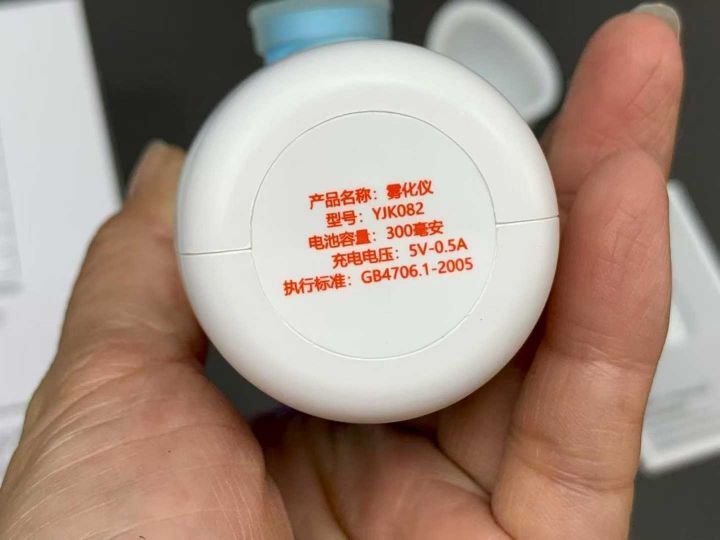 产品名称：雾化仪
型号：YJK082
电池容量：300毫安
充电电压：5V-0.5A
执行标准：GB4706.1-2005